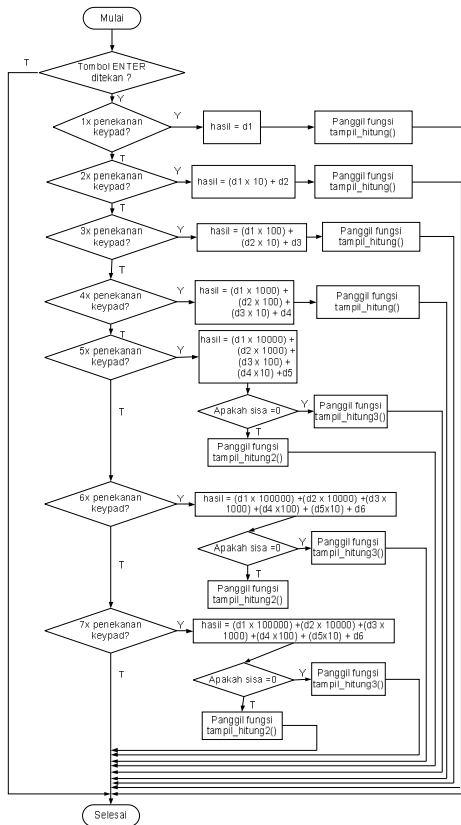 Mulai
T
Tombol ENTER
ditekan ?
Y
1x penekanan
keypad?
Y
hasil = d1
Panggil fungsi
tampil_hitung()
T
2x penekanan
keypad?
Y
hasil = (d1 x 10) + d2
Panggil fungsi
tampil_hitung()
T
3x penekanan
keypad?
Y
hasil = (d1 x 100) +
(d2 x 10) + d3
Panggil fungsi
tampil_hitung()
T
4x penekanan
keypad?
Y
hasil = (d1 x 1000) +
(d2 x 100) +
(d3 x 10) + d4
Panggil fungsi
tampil_hitung()
T
5x penekanan
keypad?
Y
hasil = (d1 x 10000) +
(d2 x 1000) +
(d3 x 100) +
(d4 x10) +d5
T
Apakah sisa =0
Y
Panggil fungsi
tampil_hitung3()
T
Panggil fungsi
tampil_hitung2()
6x penekanan
keypad?
Y
hasil = (d1 x 100000) +(d2 x 10000) +(d3 x
1000) +(d4 x100) + (d5x10) + d6
T
Apakah sisa =0
Y
Panggil fungsi
tampil_hitung3()
T
Panggil fungsi
tampil_hitung2()
7x penekanan
keypad?
Y
hasil = (d1 x 100000) +(d2 x 10000) +(d3 x
1000) +(d4 x100) + (d5x10) + d6
T
Apakah sisa =0
Y
Panggil fungsi
tampil_hitung3()
T
Panggil fungsi
tampil_hitung2()
Selesai